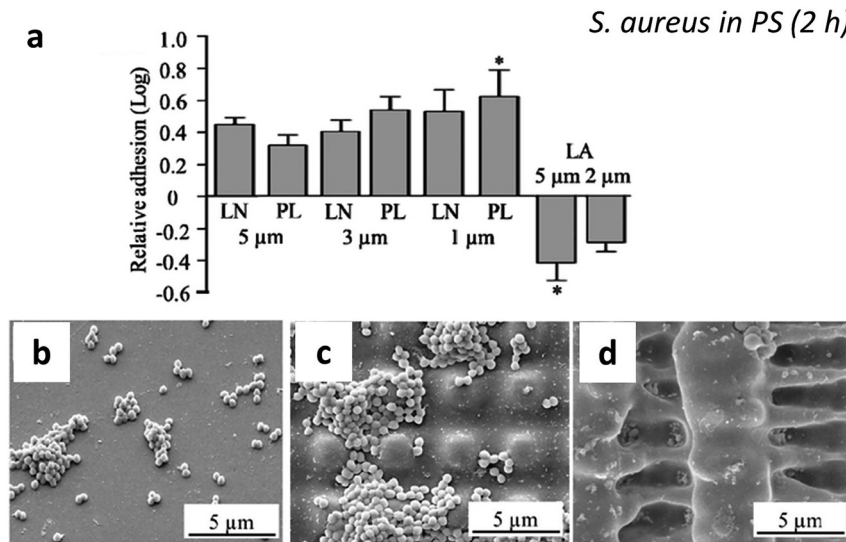 S. aureus in PS (2 h)
a
Relative adhesion (Log)
1.0
0.8
0.6
0.4
0.2
0
-0.2
-0.4
-0.6
*
LN PL LN PL LN PL
5 μm 3 μm 1 μm
LA
5 μm 2 μm
*
b
5 μm
c
5 μm
d
5 μm